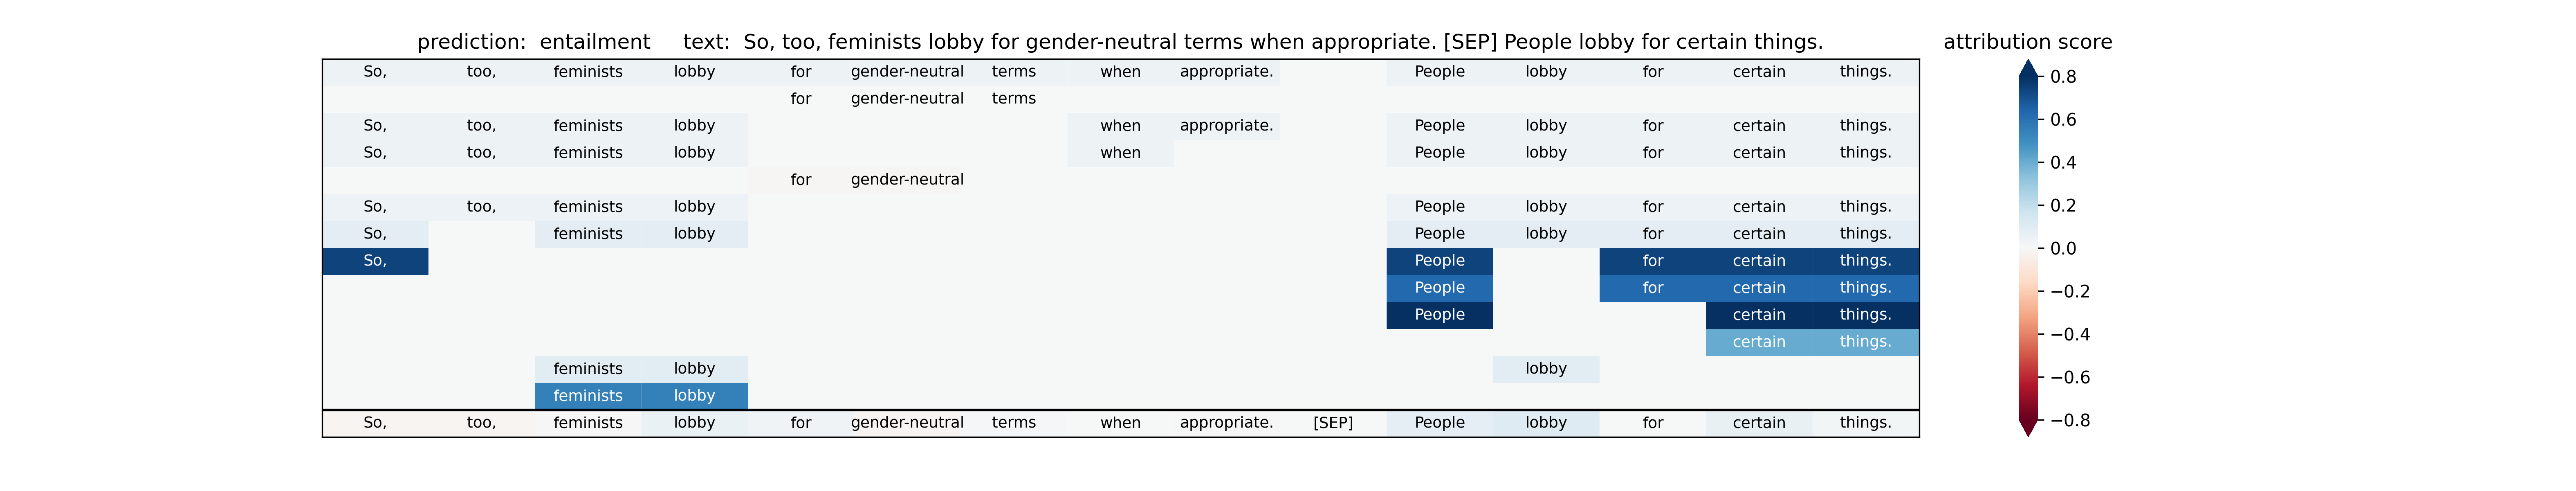 prediction: entailment text: So, too, feminists lobby for gender-neutral terms when appropriate. [SEP] People lobby for certain things.
attribution score
So, too, feminists lobby for gender-neutral terms when appropriate. People lobby for certain things.
for gender-neutral terms
So, too, feminists lobby when appropriate. People lobby for certain things.
So, too, feminists lobby when People lobby for certain things.
for gender-neutral
So, too, feminists lobby People lobby for certain things.
So, feminists lobby People lobby for certain things.
So, People for certain things.
People for certain things.
People certain things.
certain things.
feminists lobby lobby
feminists lobby
So, too, feminists lobby for gender-neutral terms when appropriate. [SEP] People lobby for certain things.
0.8
0.6
0.4
0.2
0.0
−0.2
−0.4
−0.6
−0.8